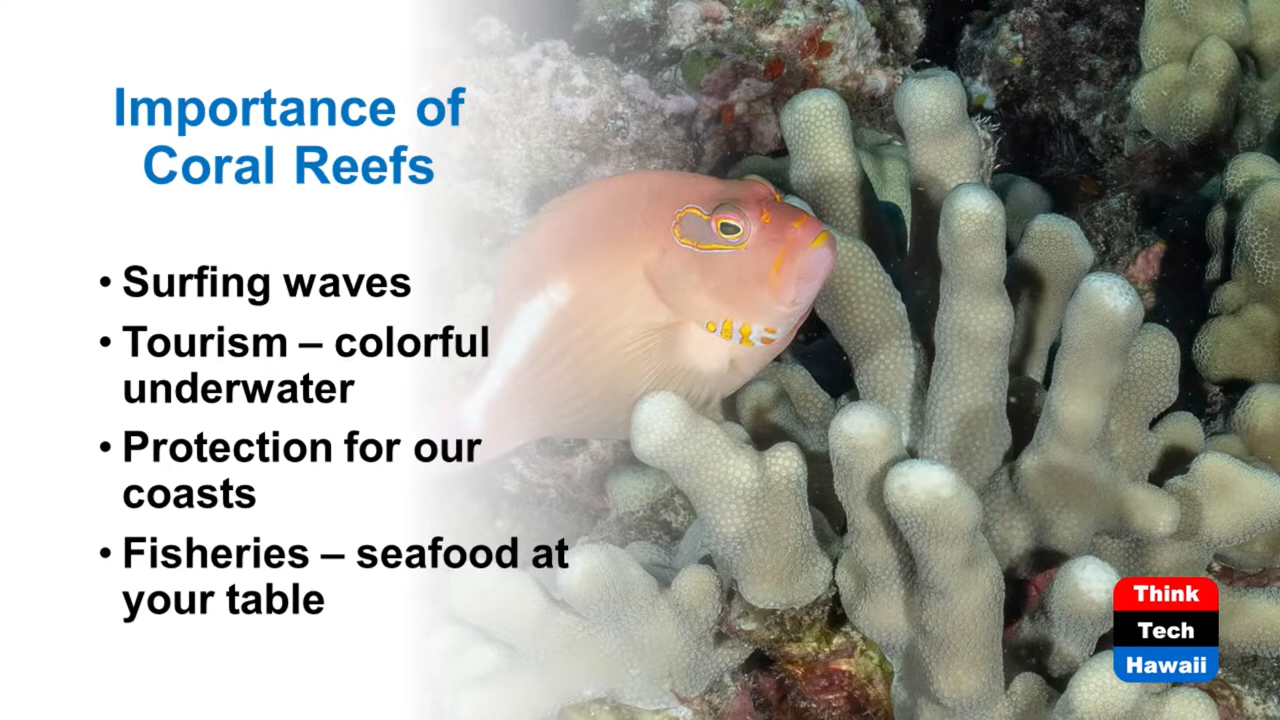 Importance of
Coral Reefs
• Surfing waves
• Tourism – colorful
underwater
• Protection for our
coasts
• Fisheries – seafood at
your table
Think
Tech
Hawaii